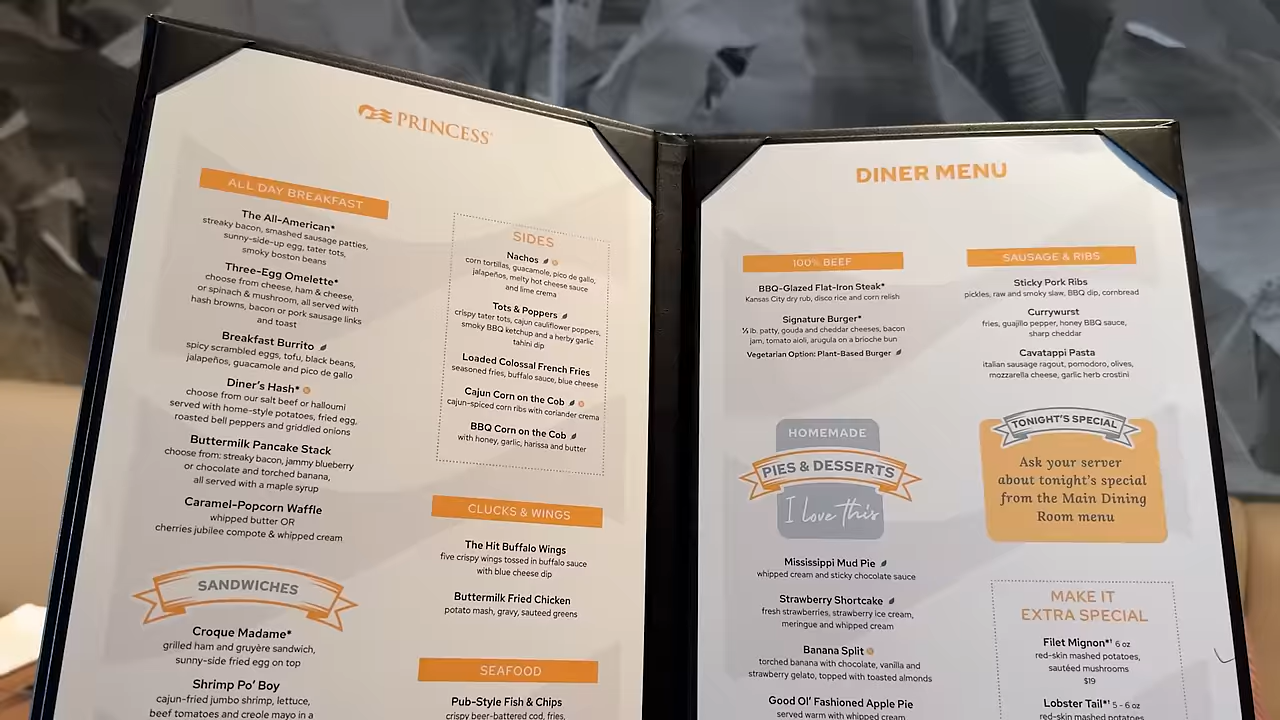 PRINCESS
ALL DAY BREAKFAST
The All-American*
streaky bacon, smashed sausage patties,
sunny-side-up egg, tater tots,
smoky boston beans
Three-Egg Omelette*
choose from cheese, ham & cheese,
or spinach & mushroom, all served with
hash browns, bacon or pork sausage links
and toast
Breakfast Burrito
spicy scrambled eggs, tofu, black beans,
jalapeños, guacamole and pico de gallo
Diner's Hash*
choose from our salt beef or halloumi
served with home-style potatoes, fried egg,
roasted bell peppers and griddled onions
Buttermilk Pancake Stack
choose from: streaky bacon, jammy blueberry
or chocolate and torched banana,
all served with a maple syrup
Caramel-Popcorn Waffle
whipped butter OR
cherries jubilee compote & whipped cream
SANDWICHES
Croque Madame*
grilled ham and gruyère sandwich,
sunny-side fried egg on top
Shrimp Po' Boy
cajun-fried jumbo shrimp, lettuce,
beef tomatoes and creole mayo in a
SIDES
Nachos
corn tortillas, guacamole, pico de gallo,
jalapeños, melty hot cheese sauce
and lime crema
Tots & Poppers
crispy tater tots, cajun cauliflower poppers,
smoky BBQ ketchup and a herby garlic
tahini dip
Loaded Colossal French Fries
seasoned fries, buffalo sauce, blue cheese
Cajun Corn on the Cob
cajun-spiced corn ribs with coriander crema
BBQ Corn on the Cob
with honey, garlic, harissa and butter
CLUCKS & WINGS
The Hit Buffalo Wings
five crispy wings tossed in buffalo sauce
with blue cheese dip
Buttermilk Fried Chicken
potato mash, gravy, sauteed greens
SEAFOOD
Pub-Style Fish & Chips
crispy beer-battered cod, fries,
DINER MENU
100% BEEF
BBQ-Glazed Flat-Iron Steak*
Kansas City dry rub, disco rice and corn relish
Signature Burger*
⅓ lb. patty, gouda and cheddar cheeses, bacon
jam, tomato aioli, arugula on a brioche bun
Vegetarian Option: Plant-Based Burger
HOMEMADE
PIES & DESSERTS
I love this
Mississippi Mud Pie
whipped cream and sticky chocolate sauce
Strawberry Shortcake
fresh strawberries, strawberry ice cream,
meringue and whipped cream
Banana Split
torched banana with chocolate, vanilla and
strawberry gelato, topped with toasted almonds
Good Ol' Fashioned Apple Pie
served warm with whipped cream
SAUSAGE & RIBS
Sticky Pork Ribs
pickles, raw and smoky slaw, BBQ dip, cornbread
Currywurst
fries, guajillo pepper, honey BBQ sauce,
sharp cheddar
Cavatappi Pasta
italian sausage ragout, pomodoro, olives,
mozzarella cheese, garlic herb crostini
TONIGHT'S SPECIAL
Ask your server
about tonight's special
from the Main Dining
Room menu
MAKE IT
EXTRA SPECIAL
Filet Mignon*¹ 6 oz
red-skin mashed potatoes,
sautéed mushrooms
$19
Lobster Tail*¹ 5 - 6 oz
red-skin mashed potatoes